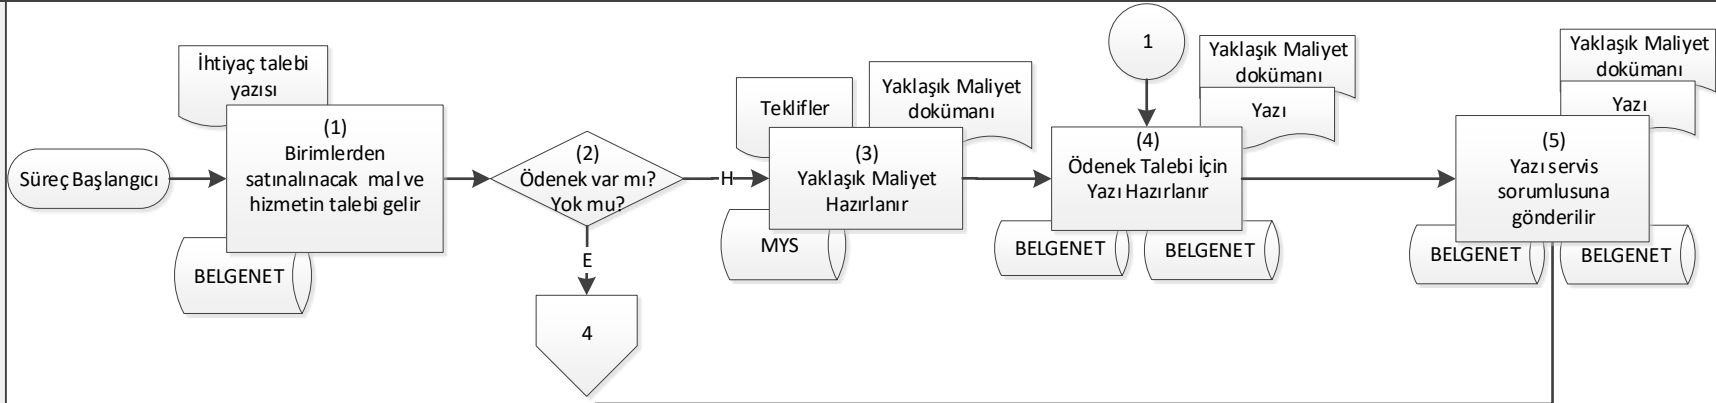 Süreç Başlangıcı
İhtiyaç talebi
yazısı
(1)
Birimlerden
satınalınacak mal ve
hizmetin talebi gelir
BELGENET
(2)
Ödenek var mı?
Yok mu?
H
E
4
Teklifler
Yaklaşık Maliyet
dokümanı
(3)
Yaklaşık Maliyet
Hazırlanır
MYS
1
Yaklaşık Maliyet
dokümanı
Yazı
(4)
Ödenek Talebi İçin
Yazı Hazırlanır
BELGENET
BELGENET
Yaklaşık Maliyet
dokümanı
Yazı
(5)
Yazı servis
sorumlusuna
gönderilir
BELGENET
BELGENET